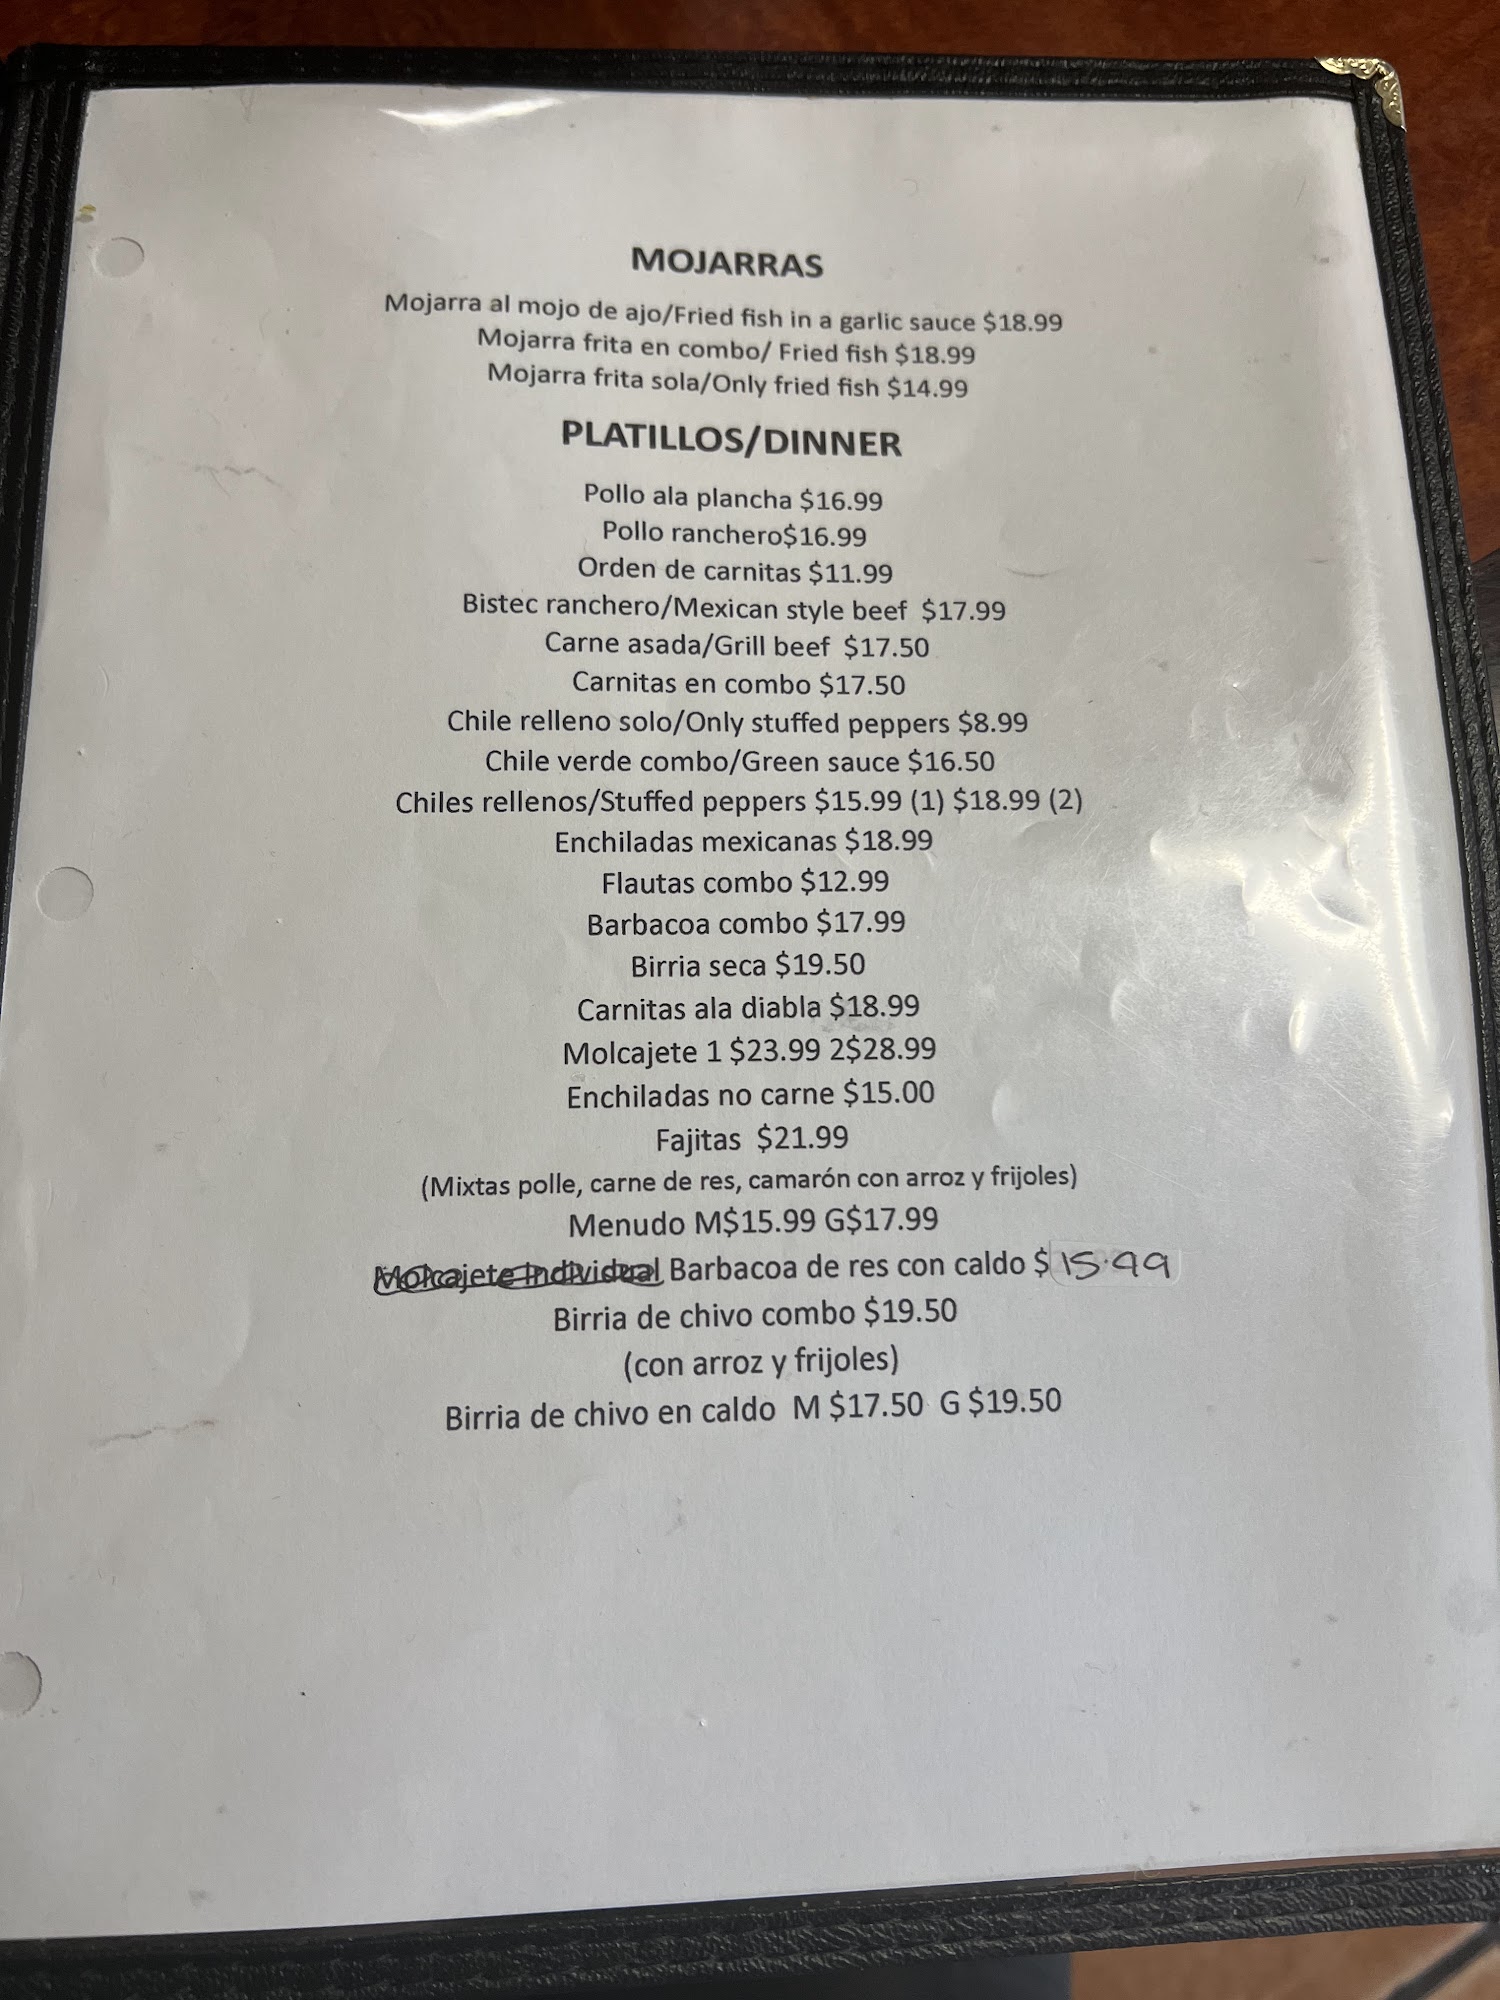 MOJARRAS
Mojarra al mojo de ajo/Fried fish in a garlic sauce $18.99
Mojarra frita en combo/ Fried fish $18.99
Mojarra frita sola/Only fried fish $14.99
PLATILLOS/DINNER
Pollo ala plancha $16.99
Pollo ranchero$16.99
Orden de carnitas $11.99
Bistec ranchero/Mexican style beef $17.99
Carne asada/Grill beef $17.50
Carnitas en combo $17.50
Chile relleno solo/Only stuffed peppers $8.99
Chile verde combo/Green sauce $16.50
Chiles rellenos/Stuffed peppers $15.99 (1) $18.99 (2)
Enchiladas mexicanas $18.99
Flautas combo $12.99
Barbacoa combo $17.99
Birria seca $19.50
Carnitas ala diabla $18.99
Molcajete 1 $23.99 2$28.99
Enchiladas no carne $15.00
Fajitas $21.99
(Mixtas polle, carne de res, camarón con arroz y frijoles)
Menudo M$15.99 G$17.99
Molcajete Individual Barbacoa de res con caldo $ 15.99
Birria de chivo combo $19.50
(con arroz y frijoles)
Birria de chivo en caldo M $17.50 G $19.50